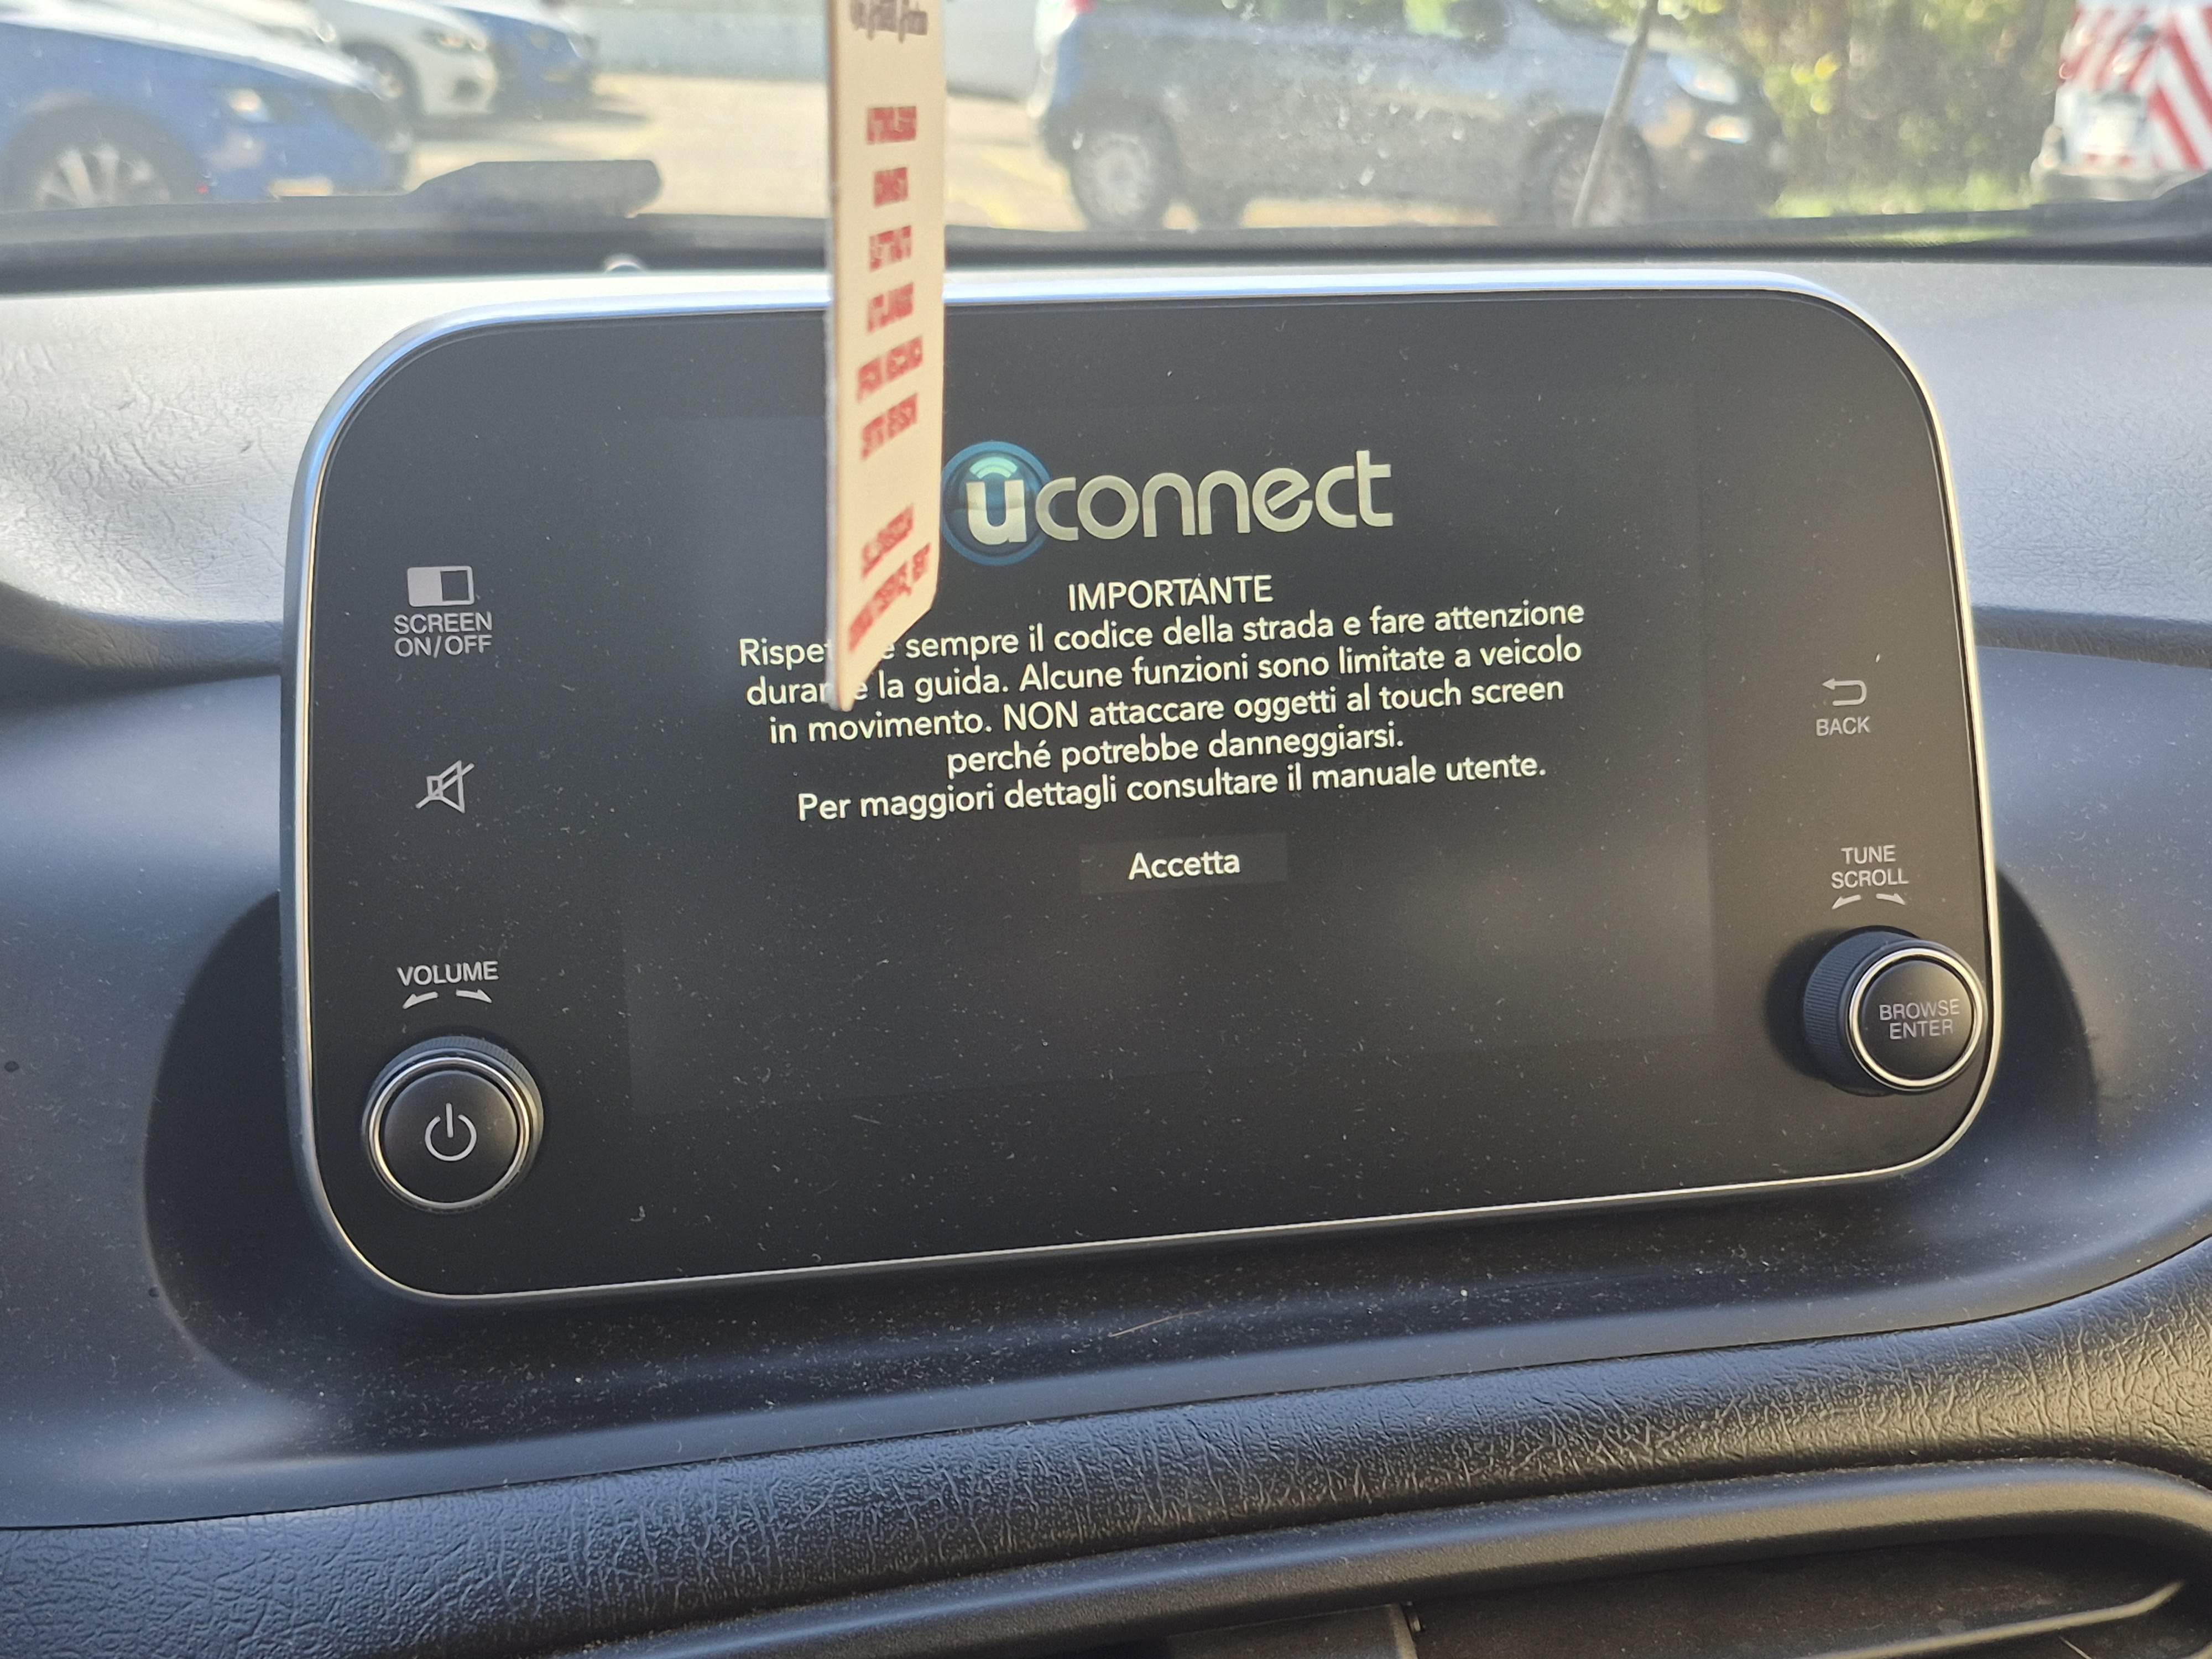 uconnect
IMPORTANTE
Rispettare sempre il codice della strada e fare attenzione
durante la guida. Alcune funzioni sono limitate a veicolo
in movimento. NON attaccare oggetti al touch screen
perché potrebbe danneggiarsi.
Per maggiori dettagli consultare il manuale utente.
Accetta
SCREEN
ON/OFF
VOLUME
BACK
TUNE
SCROLL
BROWSE
ENTER